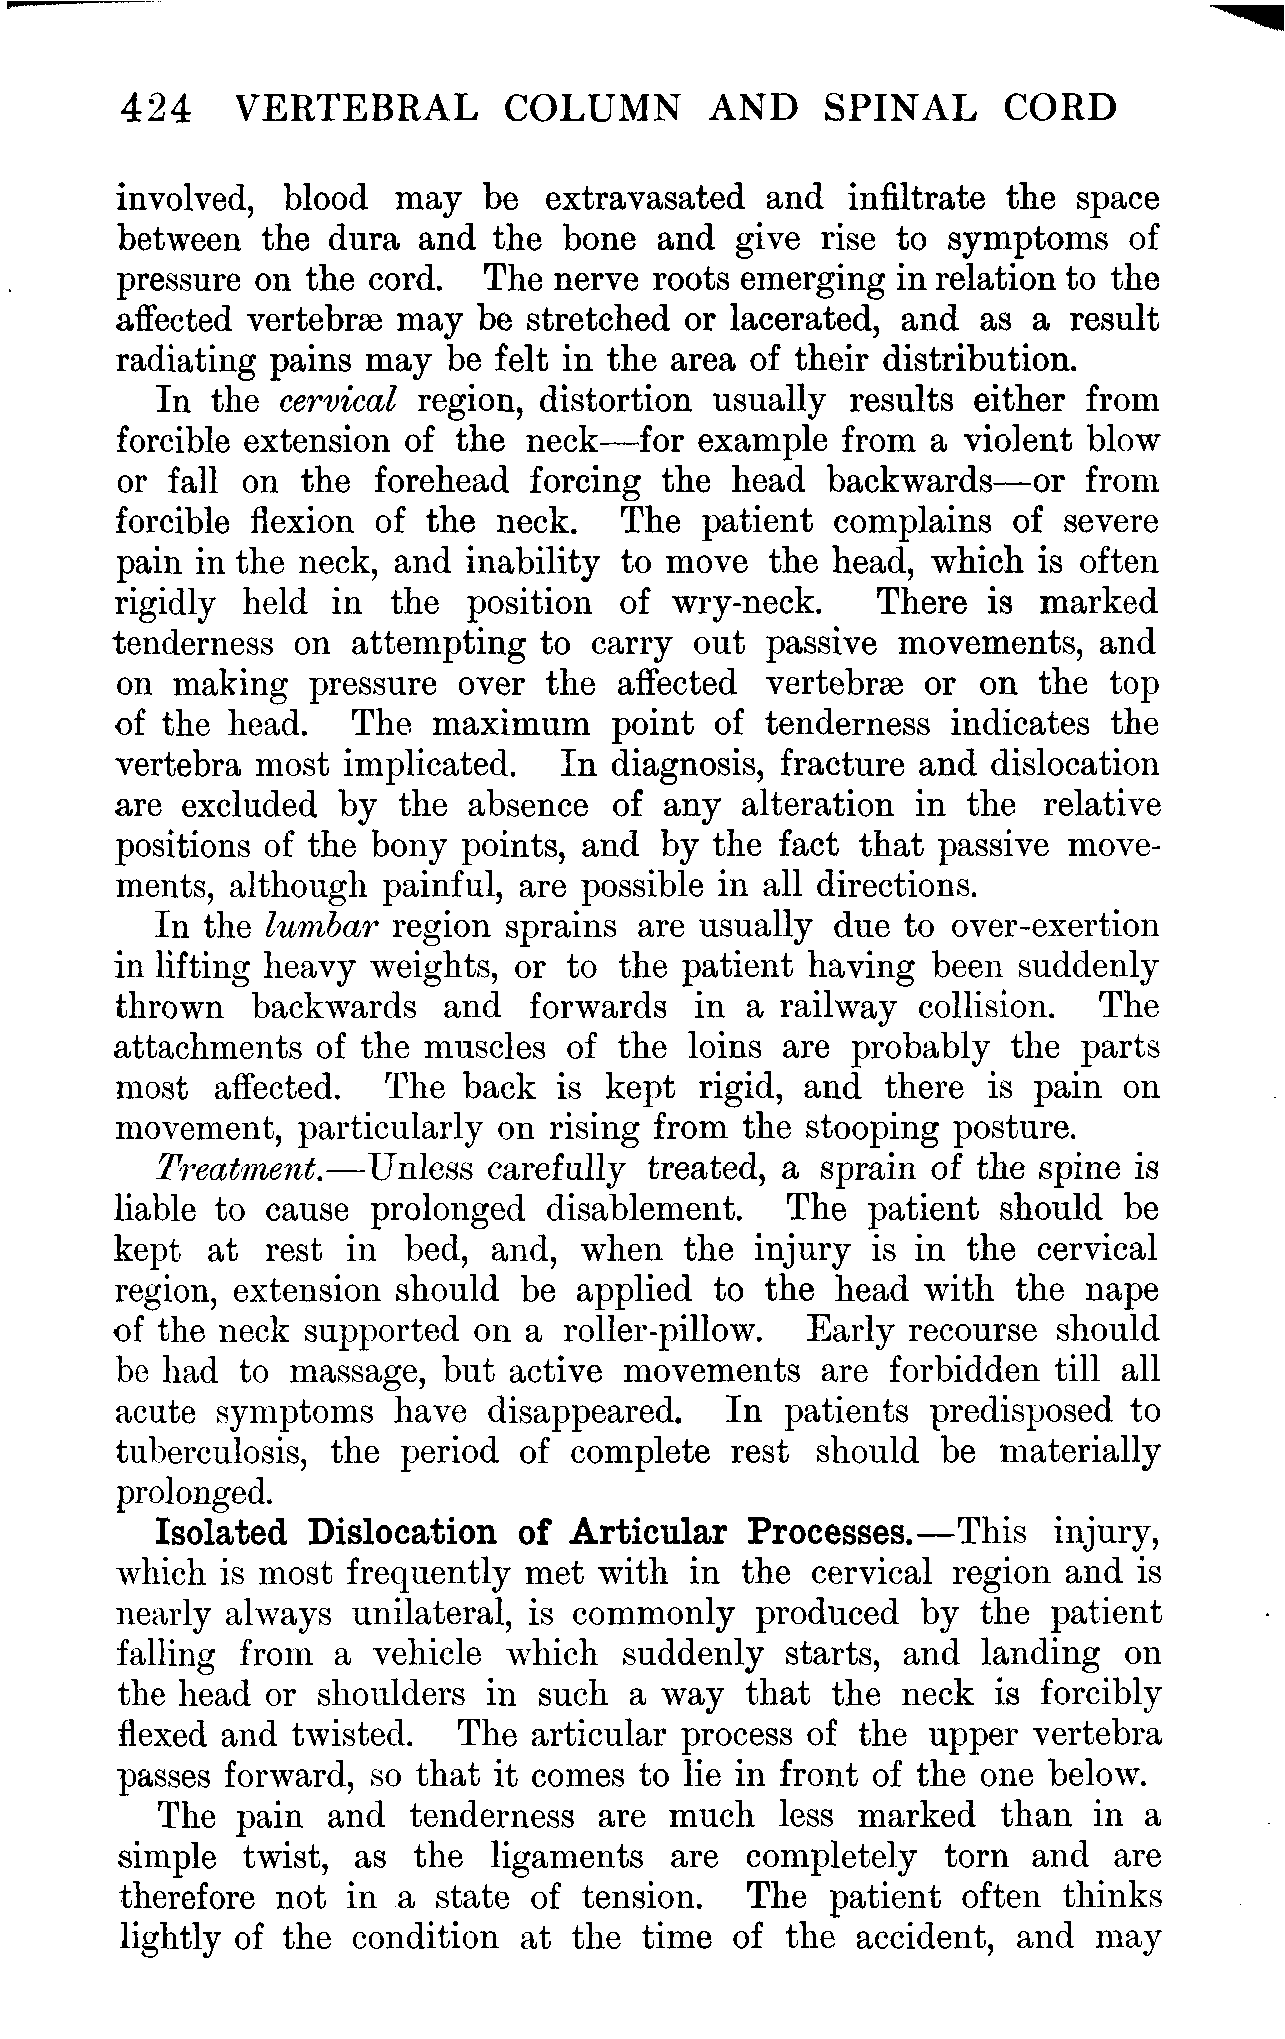 424 VERTEBRAL COLUMN AND SPINAL CORD
involved, blood may be extravasated and infiltrate the space
between the dura and the bone and give rise to symptoms of
pressure on the cord. The nerve roots emerging in relation to the
affected vertebræ may be stretched or lacerated, and as a result
radiating pains may be felt in the area of their distribution.
In the cervical region, distortion usually results either from
forcible extension of the neck—for example from a violent blow
or fall on the forehead forcing the head backwards—or from
forcible flexion of the neck. The patient complains of severe
pain in the neck, and inability to move the head, which is often
rigidly held in the position of wry-neck. There is marked
tenderness on attempting to carry out passive movements, and
on making pressure over the affected vertebræ or on the top
of the head. The maximum point of tenderness indicates the
vertebra most implicated. In diagnosis, fracture and dislocation
are excluded by the absence of any alteration in the relative
positions of the bony points, and by the fact that passive move-
ments, although painful, are possible in all directions.
In the lumbar region sprains are usually due to over-exertion
in lifting heavy weights, or to the patient having been suddenly
thrown backwards and forwards in a railway collision. The
attachments of the muscles of the loins are probably the parts
most affected. The back is kept rigid, and there is pain on
movement, particularly on rising from the stooping posture.
Treatment.—Unless carefully treated, a sprain of the spine is
liable to cause prolonged disablement. The patient should be
kept at rest in bed, and, when the injury is in the cervical
region, extension should be applied to the head with the nape
of the neck supported on a roller-pillow. Early recourse should
be had to massage, but active movements are forbidden till all
acute symptoms have disappeared. In patients predisposed to
tuberculosis, the period of complete rest should be materially
prolonged.
Isolated Dislocation of Articular Processes.—This injury,
which is most frequently met with in the cervical region and is
nearly always unilateral, is commonly produced by the patient
falling from a vehicle which suddenly starts, and landing on
the head or shoulders in such a way that the neck is forcibly
flexed and twisted. The articular process of the upper vertebra
passes forward, so that it comes to lie in front of the one below.
The pain and tenderness are much less marked than in a
simple twist, as the ligaments are completely torn and are
therefore not in a state of tension. The patient often thinks
lightly of the condition at the time of the accident, and may